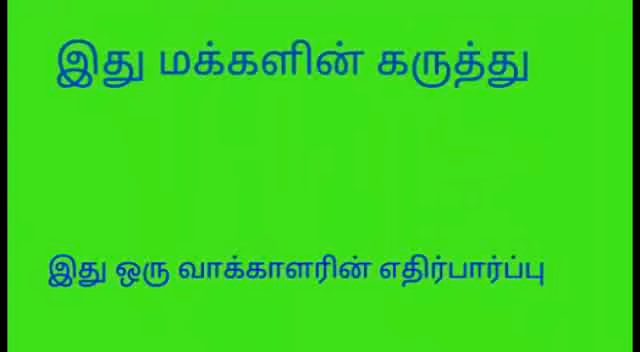 இது மக்களின் கருத்து
இது ஒரு வாக்காளரின் எதிர்பார்ப்பு